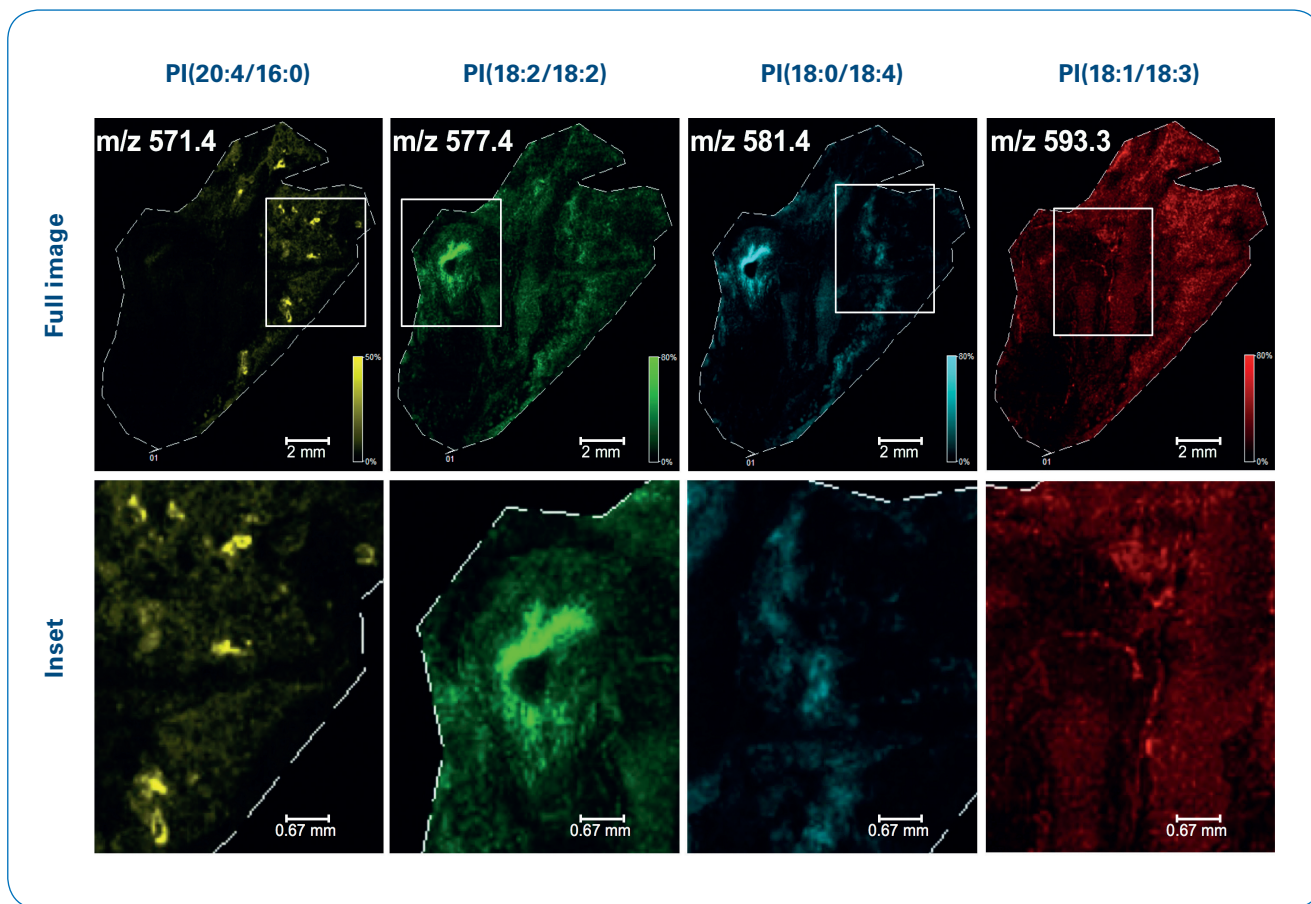 PI(20:4/16:0)
PI(18:2/18:2)
PI(18:0/18:4)
PI(18:1/18:3)
Full image
m/z 571.4
50%
0%
2 mm
01
m/z 577.4
80%
0%
2 mm
01
m/z 581.4
80%
0%
2 mm
01
m/z 593.3
80%
0%
2 mm
01
Inset
0.67 mm
0.67 mm
0.67 mm
0.67 mm